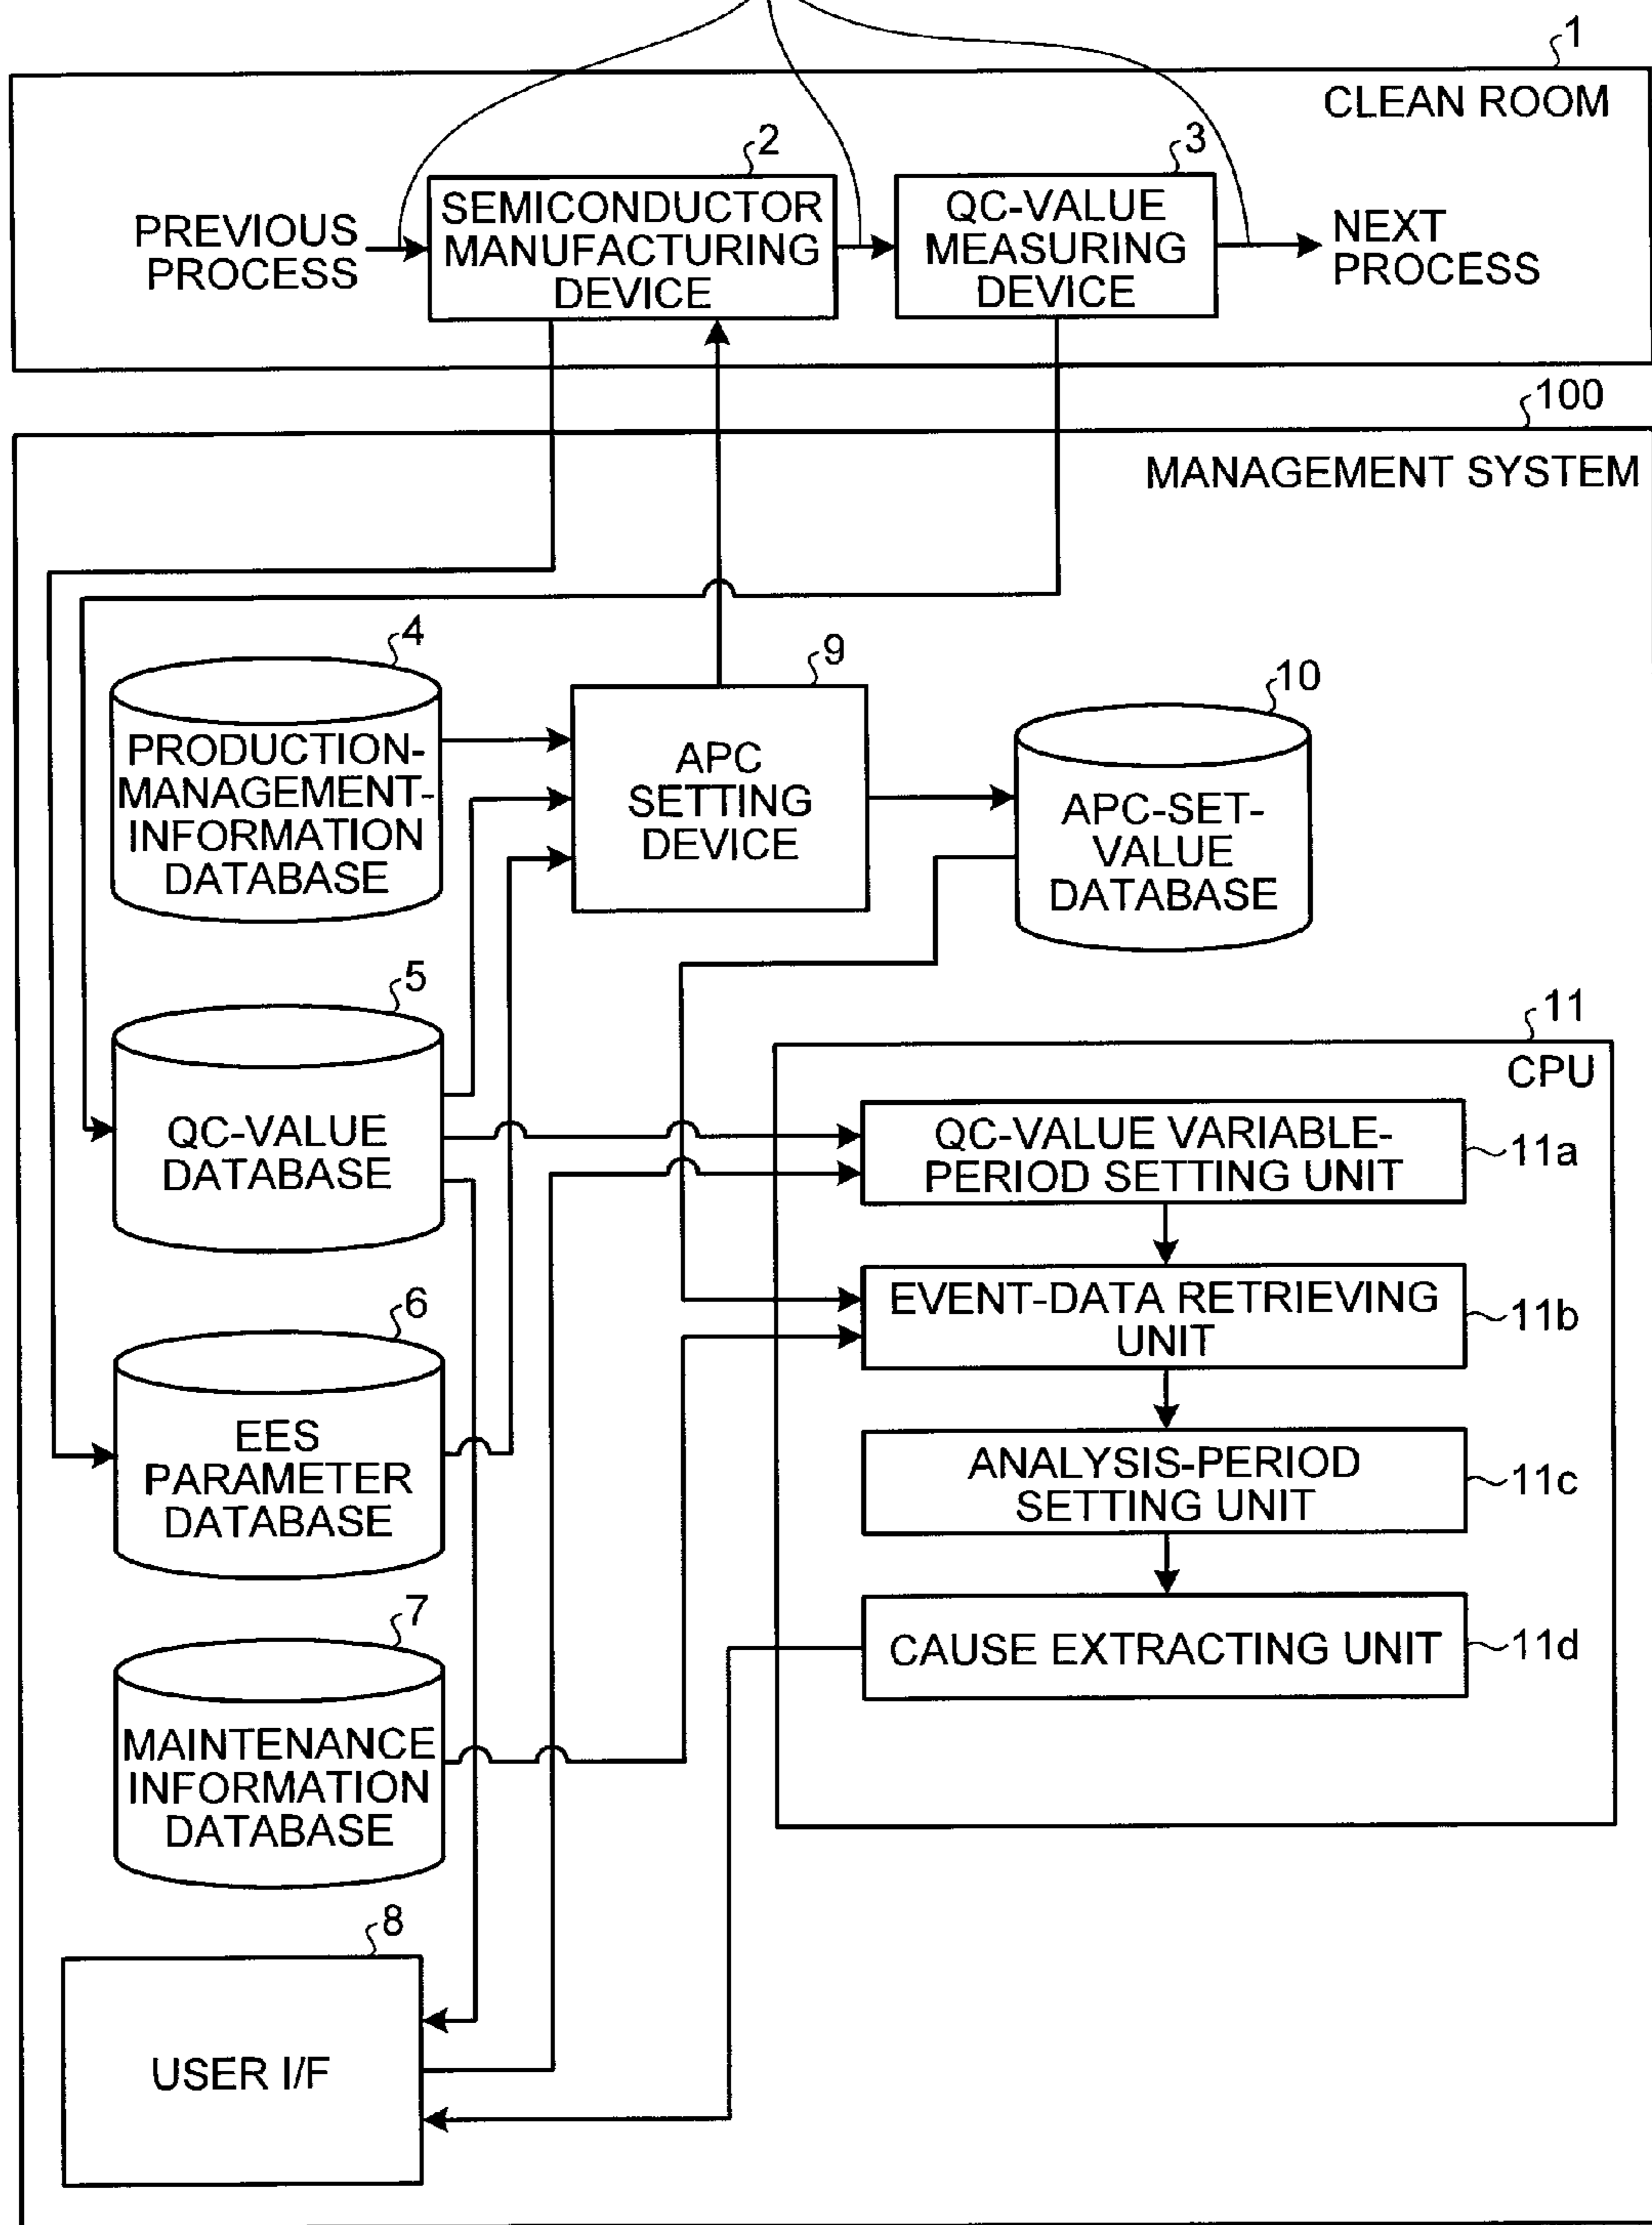 1
CLEAN ROOM
2
3
PREVIOUS
PROCESS
SEMICONDUCTOR
MANUFACTURING
DEVICE
QC-VALUE
MEASURING
DEVICE
NEXT
PROCESS
100
MANAGEMENT SYSTEM
4
PRODUCTION-
MANAGEMENT-
INFORMATION
DATABASE
9
APC
SETTING
DEVICE
10
APC-SET-
VALUE
DATABASE
5
QC-VALUE
DATABASE
11
CPU
QC-VALUE VARIABLE-
PERIOD SETTING UNIT
11a
EVENT-DATA RETRIEVING
UNIT
11b
6
EES
PARAMETER
DATABASE
ANALYSIS-PERIOD
SETTING UNIT
11c
CAUSE EXTRACTING UNIT
11d
7
MAINTENANCE
INFORMATION
DATABASE
8
USER I/F